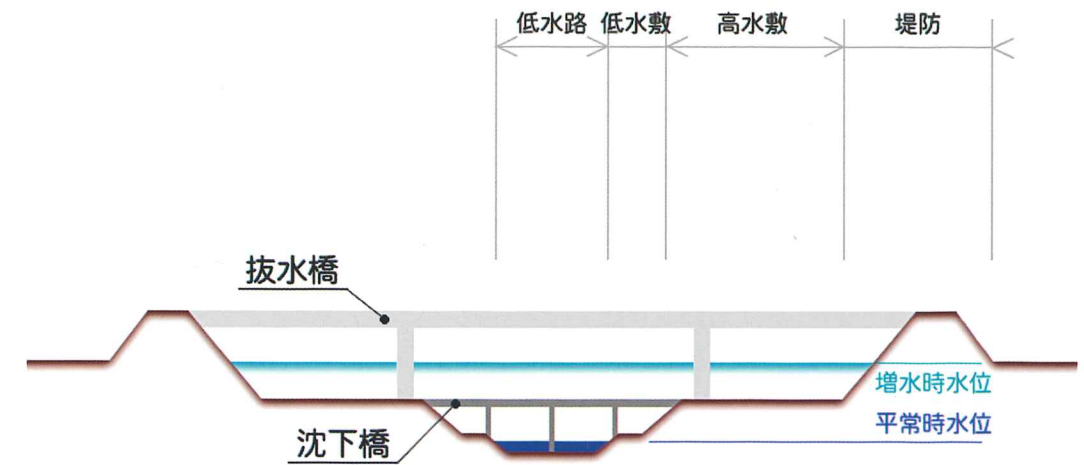 低水路 低水敷 高水敷 堤防
抜水橋
増水時水位
平常時水位
沈下橋